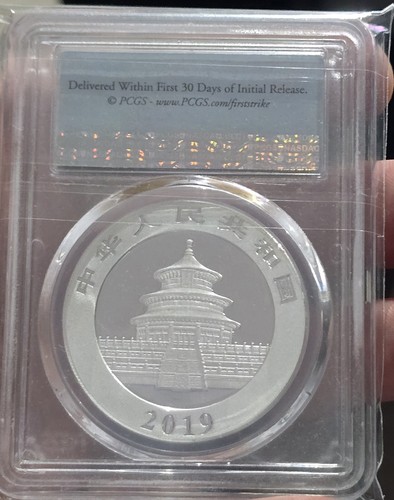 Delivered Within First 30 Days of Initial Release.
© PCGS - www.PCGS.com/firststrike
NASDAQ
中华人民共和国
2019